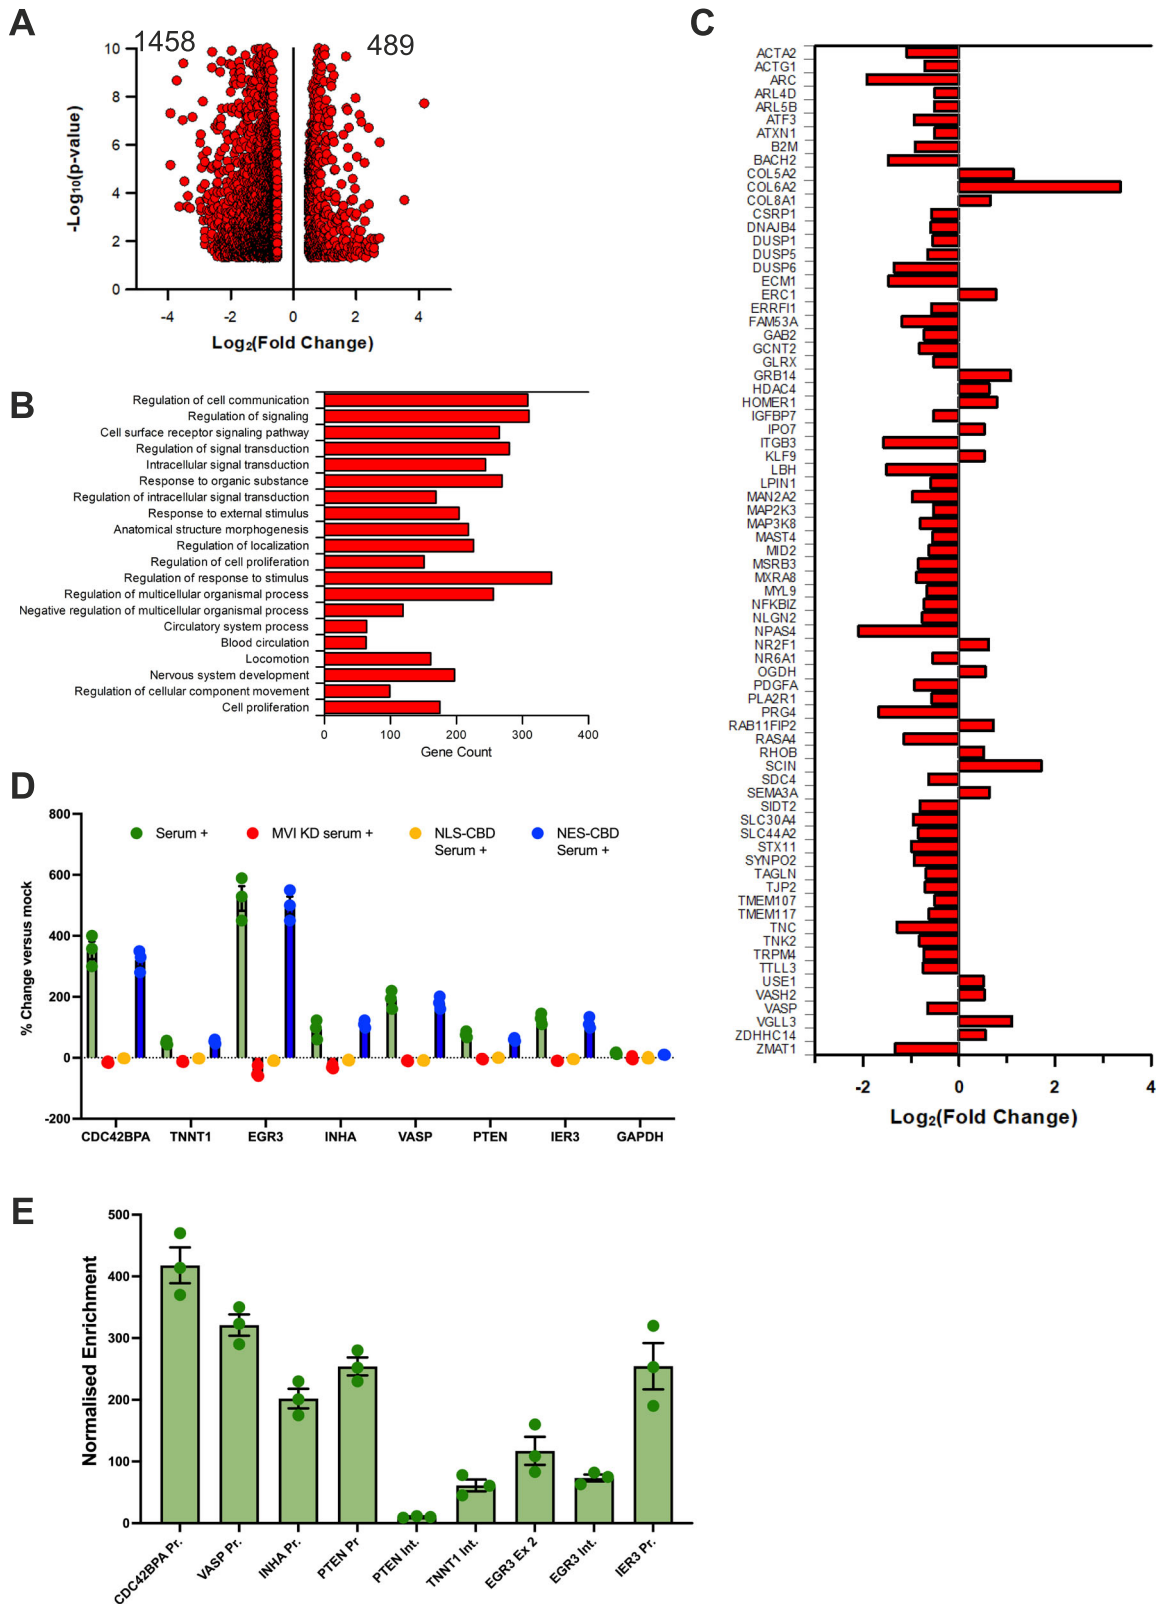 A
1458
489
10
8
6
4
2
0
-Log₁₀(p-value)
-4
-2
0
2
4
Log₂(Fold Change)
B
Regulation of cell communication
Regulation of signaling
Cell surface receptor signaling pathway
Regulation of signal transduction
Intracellular signal transduction
Response to organic substance
Regulation of intracellular signal transduction
Response to external stimulus
Anatomical structure morphogenesis
Regulation of localization
Regulation of cell proliferation
Regulation of response to stimulus
Regulation of multicellular organismal process
Negative regulation of multicellular organismal process
Circulatory system process
Blood circulation
Locomotion
Nervous system development
Regulation of cellular component movement
Cell proliferation
0
100
200
300
400
Gene Count
C
ACTA2
ACTG1
ARC
ARL4D
ARL5B
ATF3
ATXN1
B2M
BACH2
COL5A2
COL6A2
COL8A1
CSRP1
DNAJB4
DUSP1
DUSP5
DUSP6
ECM1
ERC1
ERRFI1
FAM53A
GAB2
GCNT2
GLRX
GRB14
HDAC4
HOMER1
IGFBP7
IPO7
ITGB3
KLF9
LBH
LPIN1
MAN2A2
MAP2K3
MAP3K8
MAST4
MID2
MSRB3
MXRA8
MYL9
NFKBIZ
NLGN2
NPAS4
NR2F1
NR6A1
OGDH
PDGFA
PLA2R1
PRG4
RAB11FIP2
RASA4
RHOB
SCIN
SDC4
SEMA3A
SIDT2
SLC30A4
SLC44A2
STX11
SYNPO2
TAGLN
TJP2
TMEM107
TMEM117
TNC
TNK2
TRPM4
TTLL3
USE1
VASH2
VASP
VGLL3
ZDHHC14
ZMAT1
-2
0
2
4
Log₂(Fold Change)
D
800
600
400
200
0
-200
% Change versus mock
Serum +
MVI KD serum +
NLS-CBD
Serum +
NES-CBD
Serum +
CDC42BPA
TNNT1
EGR3
INHA
VASP
PTEN
IER3
GAPDH
E
500
400
300
200
100
0
Normalised Enrichment
CDC42BPA Pr.
VASP Pr.
INHA Pr.
PTEN Pr
PTEN Int.
TNNT1 Int.
EGR3 Ex 2
EGR3 Int.
IER3 Pr.